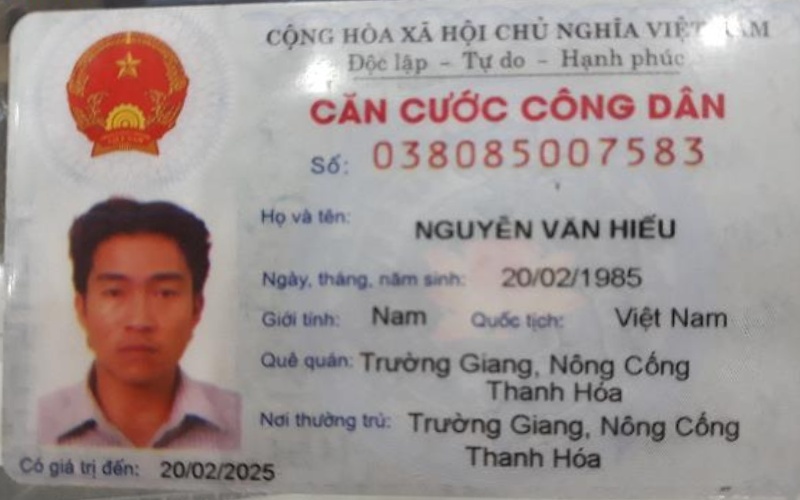 CỘNG HÒA XÃ HỘI CHỦ NGHĨA VIỆT NAM
Độc lập - Tự do - Hạnh phúc
CĂN CƯỚC CÔNG DÂN
Số: 038085007583
Họ và tên: NGUYỄN VĂN HIẾU
Ngày, tháng, năm sinh: 20/02/1985
Giới tính: Nam Quốc tịch: Việt Nam
Quê quán: Trường Giang, Nông Cống
Thanh Hóa
Nơi thường trú: Trường Giang, Nông Cống
Thanh Hóa
Có giá trị đến: 20/02/2025